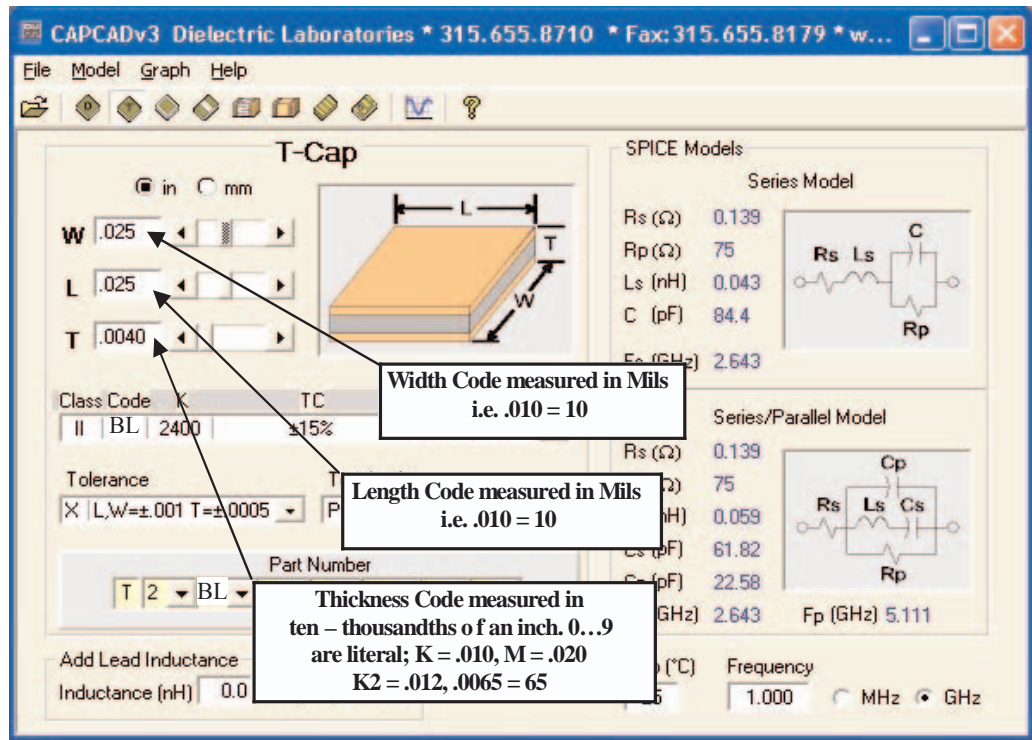 CAPCADv3 Dielectric Laboratories * 315.655.8710 * Fax:315.655.8179 * w...
File Model Graph Help
T-Cap
in mm
W .025
L .025
T .0040
L
T
W
Class Code K TC
II BL 2400 ±15%
Tolerance
X L,W=±.001 T=±.0005
Part Number
T 2 BL
Add Lead Inductance
Inductance (nH) 0.0
Width Code measured in Mils
i.e. .010 = 10
Length Code measured in Mils
i.e. .010 = 10
Thickness Code measured in
ten – thousandths of an inch. 0…9
are literal; K = .010, M = .020
K2 = .012, .0065 = 65
SPICE Models
Series Model
Rs (Ω) 0.139
Rp (Ω) 75
Ls (nH) 0.043
C (pF) 84.4
2.643
Rs Ls C
Rp
Series/Parallel Model
Rs (Ω) 0.139
75
0.059
61.82
22.58
2.643 Fp (GHz) 5.111
Cp
Rs Ls Cs
Rp
(°C) Frequency
1.000 MHz GHz